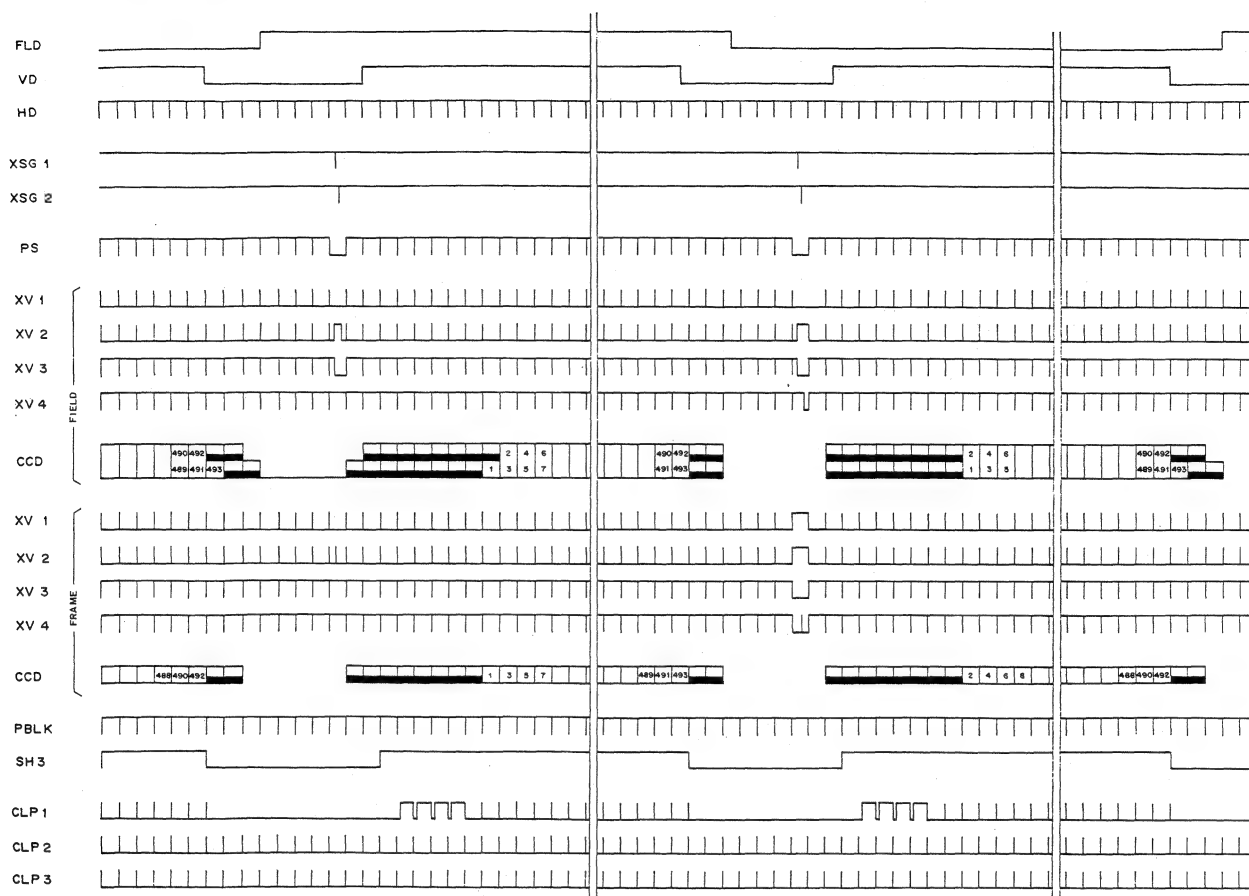 FLD
VD
HD
XSG 1
XSG 2
PS
XV 1
XV 2
XV 3
XV 4
FIELD
CCD
490 492 2 4 6 490 492 2 4 6 490 492
489 491 493 1 3 5 7 491 493 1 3 5 489 491 493
XV 1
XV 2
XV 3
XV 4
FRAME
CCD
488 490 492 1 3 5 7 489 491 493 2 4 6 8 488 490 492
PBLK
SH3
CLP 1
CLP 2
CLP 3